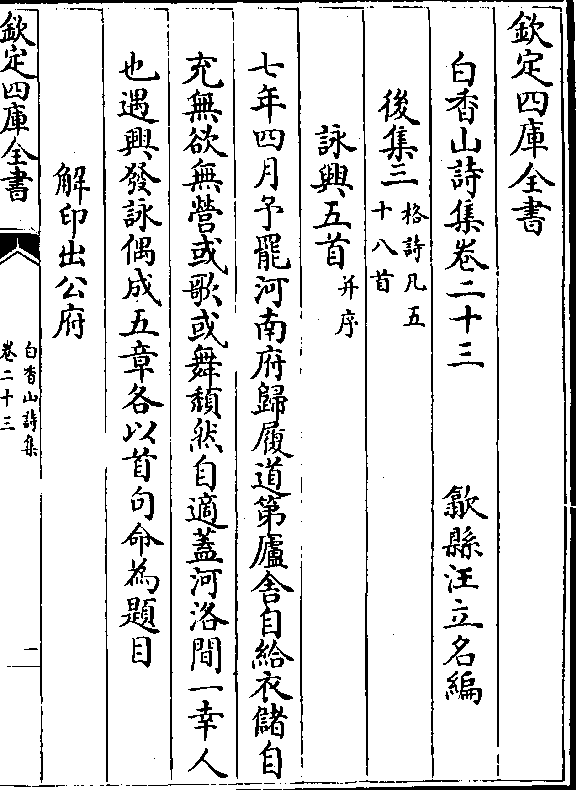 欽定四庫全書
白香山詩集卷二十三　歙縣汪立名編
後集三 格詩凡五
十八首
詠興五首 并序
七年四月予罷河南府歸履道第廬舍自給衣儲自
充無欲無營或歌或舞頹然自適蓋河洛間一幸人
也遇興發詠偶成五章各以首句命為題目
解印出公府
欽定四庫全書
白香山詩集
卷二十三
一